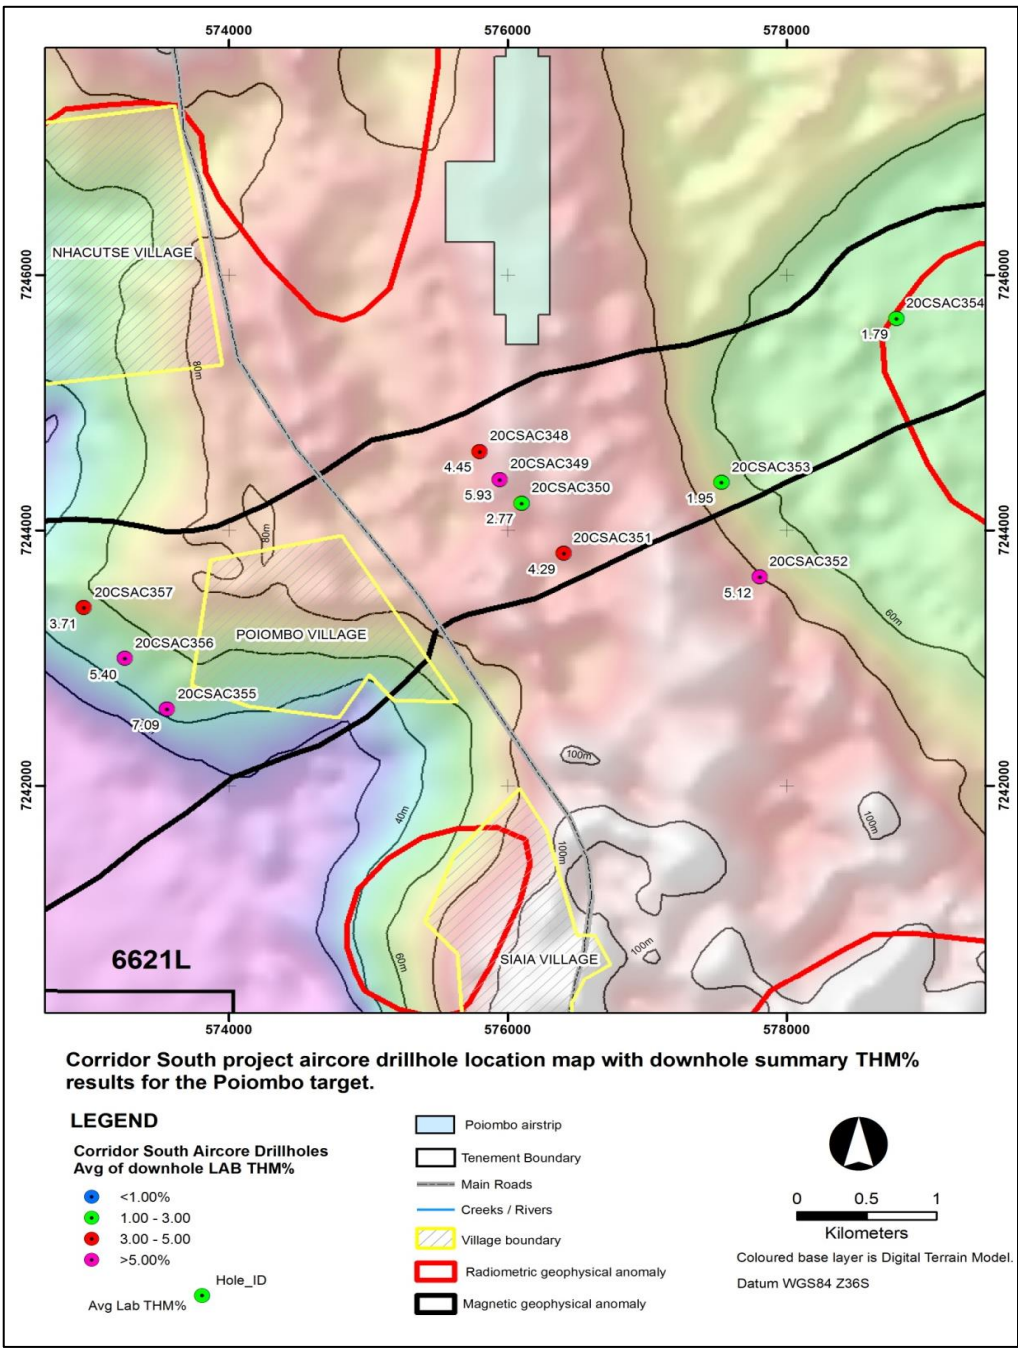 574000
576000
578000
7246000
7246000
NHACUTSE VILLAGE
20CSAC354
1.79
80m
20CSAC348
4.45
20CSAC349
5.93
20CSAC350
2.77
20CSAC353
1.95
7244000
7244000
80m
20CSAC351
4.29
20CSAC352
5.12
20CSAC357
3.71
60m
POIOMBO VILLAGE
20CSAC356
5.40
20CSAC355
7.09
100m
7242000
7242000
40m
100m
100m
100m
60m
SIAIA VILLAGE
6621L
574000
576000
578000
Corridor South project aircore drillhole location map with downhole summary THM%
results for the Poiombo target.
LEGEND
Corridor South Aircore Drillholes
Avg of downhole LAB THM%
<1.00%
1.00 - 3.00
3.00 - 5.00
>5.00%
Hole_ID
Avg Lab THM%
Poiombo airstrip
Tenement Boundary
Main Roads
Creeks / Rivers
Village boundary
Radiometric geophysical anomaly
Magnetic geophysical anomaly
0 0.5 1
Kilometers
Coloured base layer is Digital Terrain Model.
Datum WGS84 Z36S